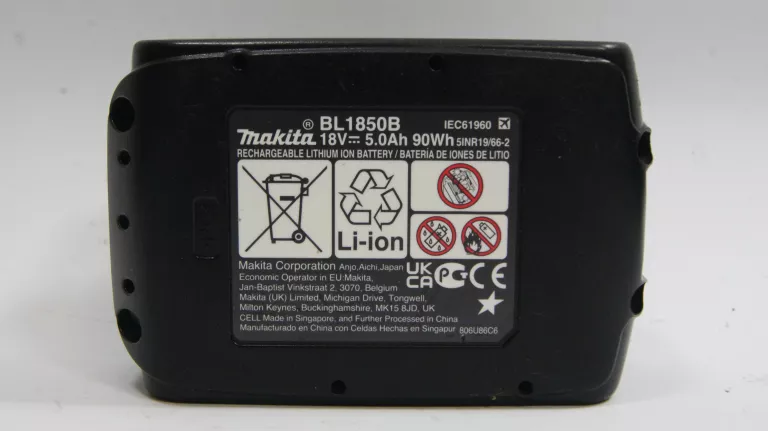 ® BL1850B IEC61960
makita 18V⎓ 5.0Ah 90Wh 5INR19/66-2
RECHARGEABLE LITHIUM ION BATTERY / BATERÍA DE IONES DE LITIO
Li-ion
Makita Corporation Anjo,Aichi,Japan
Economic Operator in EU:Makita,
Jan-Baptist Vinkstraat 2, 3070, Belgium
Makita (UK) Limited, Michigan Drive, Tongwell,
Milton Keynes, Buckinghamshire, MK15 8JD, UK
CELL Made in Singapore, and Further Processed in China
Manufacturado en China con Celdas Hechas en Singapur 806U86C6
UK
CA
PC CE